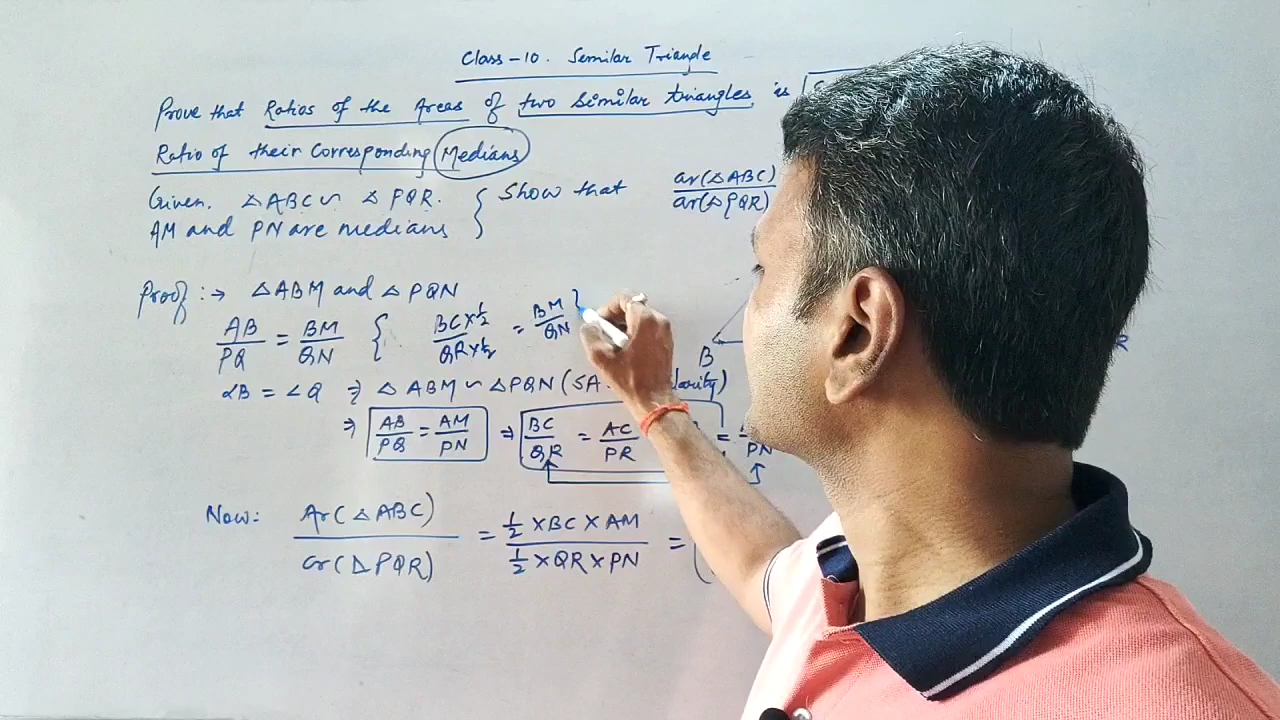 Class-10. Similar Triangle
Prove that Ratios of the Areas of two Similar triangles is
Ratio of their Corresponding Medians
Given. △ABC ~ △PQR. { Show that ar(△ABC)/ar(△PQR)
AM and PN are medians
Proof :→ △ABM and △PQN
AB/PQ = BM/QN { BC×1/2 / QR×1/2 = BM/QN }
B
∠B = ∠Q ⇒ △ABM ~ △PQN (SA
⇒ AB/PQ = AM/PN ⇒ BC/QR = AC/PR = PN
Now: Ar(△ABC)/ar(△PQR) = 1/2 × BC × AM / 1/2 × QR × PN =